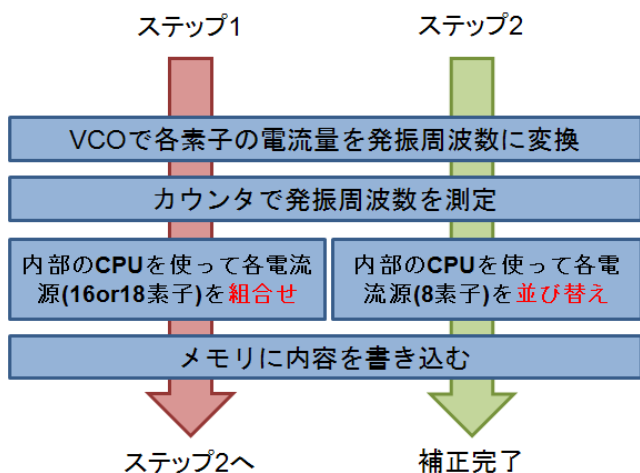 ステップ1
ステップ2
VCOで各素子の電流量を発振周波数に変換
カウンタで発振周波数を測定
内部のCPUを使って各電流
源(16or18素子)を組合せ
内部のCPUを使って各電
流源(8素子)を並び替え
メモリに内容を書き込む
ステップ2へ
補正完了